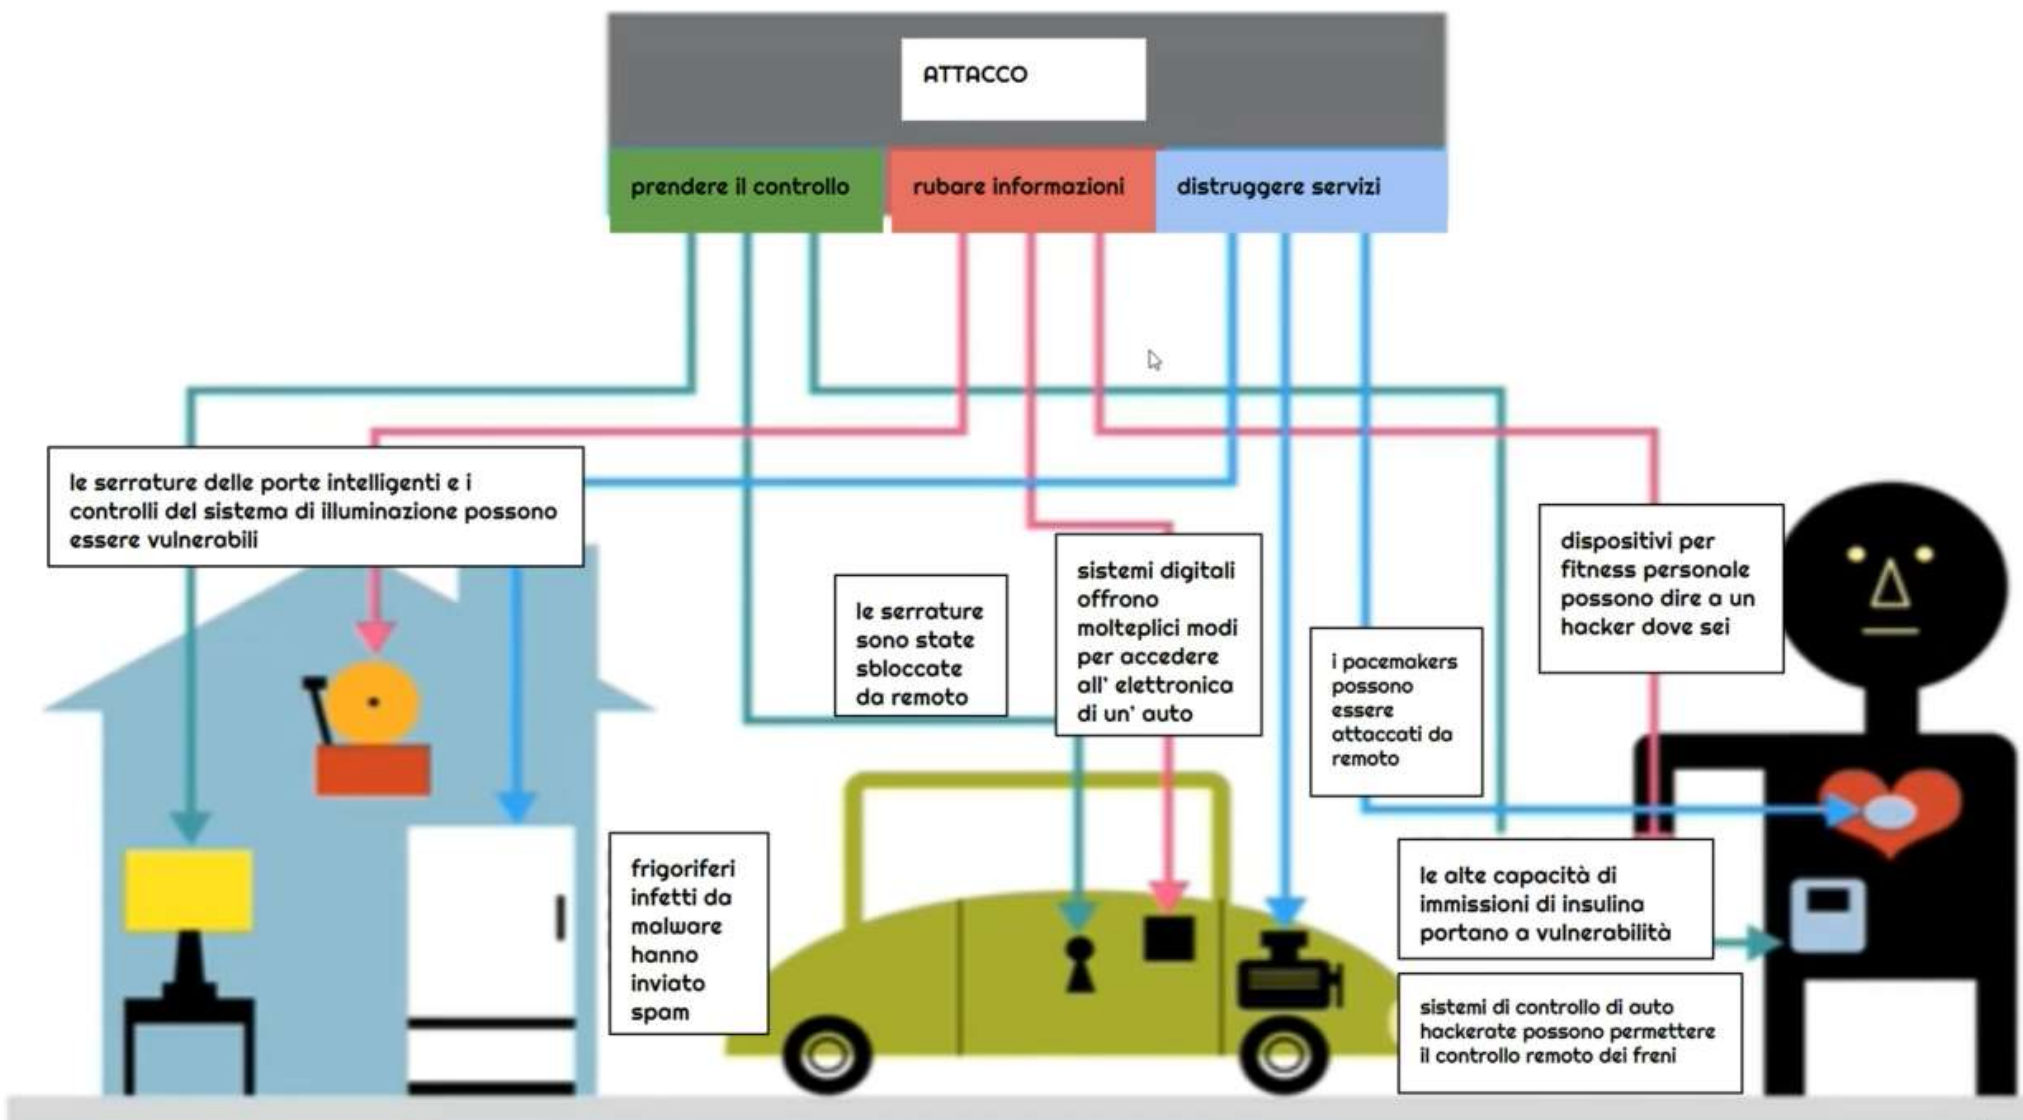 ATTACCO
prendere il controllo
rubare informazioni
distruggere servizi
le serrature delle porte intelligenti e i
controlli del sistema di illuminazione possono
essere vulnerabili
le serrature
sono state
sbloccate
da remoto
sistemi digitali
offrono
molteplici modi
per accedere
all' elettronica
di un' auto
i pacemakers
possono
essere
attaccati da
remoto
dispositivi per
fitness personale
possono dire a un
hacker dove sei
frigoriferi
infetti da
malware
hanno
inviato
spam
le alte capacità di
immissioni di insulina
portano a vulnerabilità
sistemi di controllo di auto
hackerate possono permettere
il controllo remoto dei freni